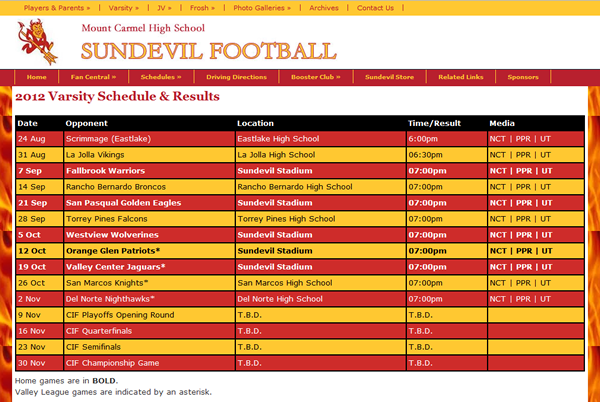 Players & Parents » | Varsity » | JV » | Frosh » | Photo Galleries » | Archives | Contact Us |
Mount Carmel High School
SUNDEVIL FOOTBALL
Home | Fan Central » | Schedules » | Driving Directions | Booster Club » | Sundevil Store | Related Links | Sponsors
2012 Varsity Schedule & Results
Date Opponent Location Time/Result Media
24 Aug Scrimmage (Eastlake) Eastlake High School 6:00pm NCT | PPR | UT
31 Aug La Jolla Vikings La Jolla High School 06:30pm NCT | PPR | UT
7 Sep Fallbrook Warriors Sundevil Stadium 07:00pm NCT | PPR | UT
14 Sep Rancho Bernardo Broncos Rancho Bernardo High School 07:00pm NCT | PPR | UT
21 Sep San Pasqual Golden Eagles Sundevil Stadium 07:00pm NCT | PPR | UT
28 Sep Torrey Pines Falcons Torrey Pines High School 07:00pm NCT | PPR | UT
5 Oct Westview Wolverines Sundevil Stadium 07:00pm NCT | PPR | UT
12 Oct Orange Glen Patriots* Sundevil Stadium 07:00pm NCT | PPR | UT
19 Oct Valley Center Jaguars* Sundevil Stadium 07:00pm NCT | PPR | UT
26 Oct San Marcos Knights* San Marcos High School 07:00pm NCT | PPR | UT
2 Nov Del Norte Nighthawks* Del Norte High School 07:00pm NCT | PPR | UT
9 Nov CIF Playoffs Opening Round T.B.D. T.B.D.
16 Nov CIF Quarterfinals T.B.D. T.B.D.
23 Nov CIF Semifinals T.B.D. T.B.D.
30 Nov CIF Championship Game T.B.D. T.B.D.
Home games are in BOLD.
Valley League games are indicated by an asterisk.